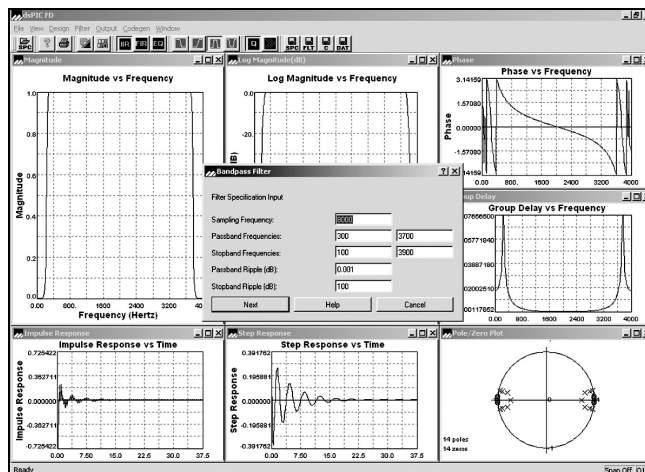 dsPIC FD
File View Design Filter Output Codegen Window
SPC ? IIR FIR EQ Q SPC FLT C DAT
Magnitude
Magnitude vs Frequency
1.0
0.8
0.6
0.4
0.2
0.0
0.00 800. 1600. 2400. 3200.
Frequency (Hertz)
Magnitude
Log Magnitude(dB)
Log Magnitude vs Frequency
0.0
-20.
Phase vs Frequency
3.14159
1.57080
0.00000
-1.57080
Phase
0.00 800. 1600. 2400. 3200. 4000
Bandpass Filter
Filter Specification Input
Sampling Frequency: 8000
Passband Frequencies: 300 3700
Stopband Frequencies: 100 3900
Passband Ripple (dB): 0.001
Stopband Ripple (dB): 100
Next Help Cancel
Group Delay vs Frequency
0.00 800. 1600. 2400. 3200. 4000
Impulse Response
Impulse Response vs Time
0.725422
0.362711
0.000000
-0.362711
-0.725422
Impulse Response
0.00 7.5 15.0 22.5 30.0 37.5
Step Response
Step Response vs Time
0.391762
0.195881
0.000000
-0.195881
-0.391762
Step Response
0.00 7.5 15.0 22.5 30.0 37.5
Pole/Zero Plot
14 poles
14 zeros
Ready
Snap Off